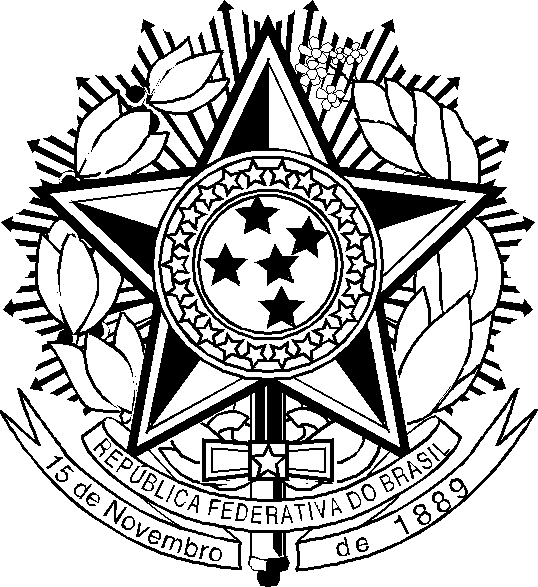 REPÚBLICA FEDERATIVA DO BRASIL
15 de Novembro de 1889